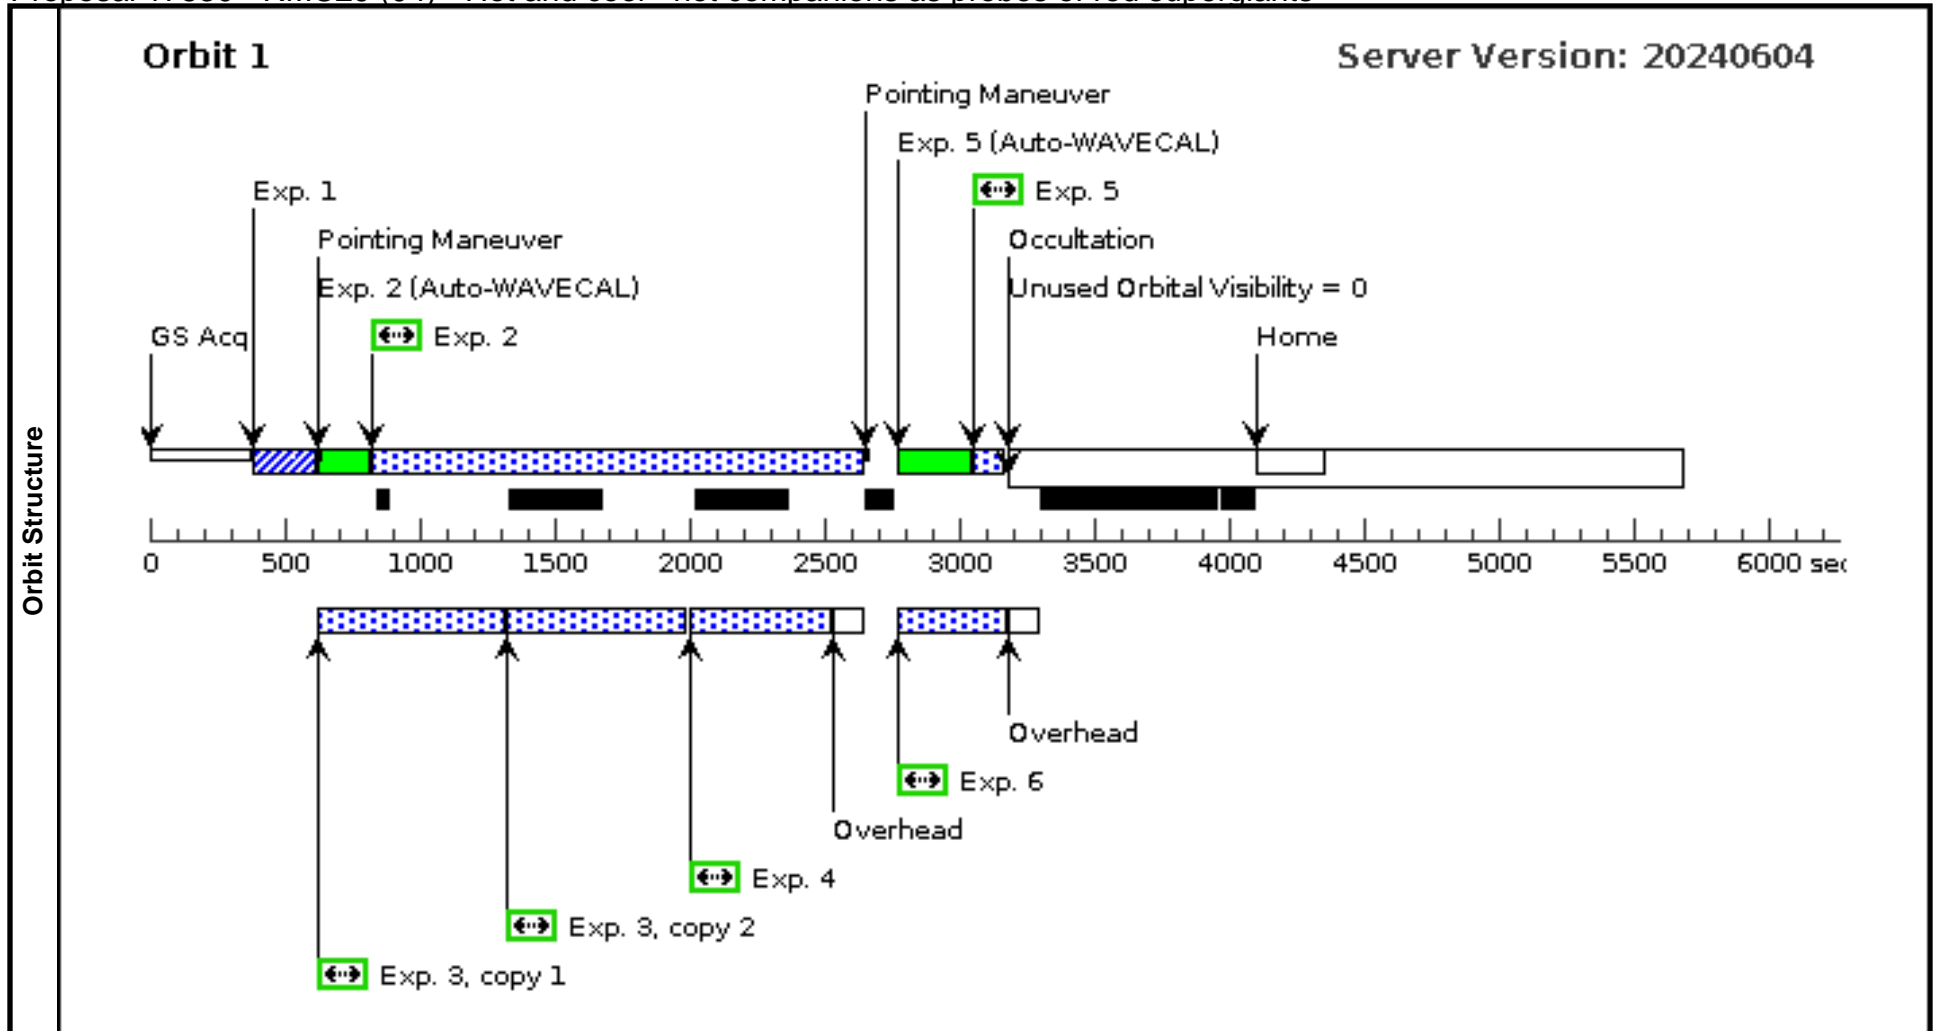 Orbit 1
Server Version: 20240604
Pointing Maneuver
Exp. 5 (Auto-WAVECAL)
Exp. 1
Exp. 5
Pointing Maneuver
Occultation
Exp. 2 (Auto-WAVECAL)
Unused Orbital Visibility = 0
GS Acq
Exp. 2
Home
Orbit Structure
0 500 1000 1500 2000 2500 3000 3500 4000 4500 5000 5500 6000
Overhead
Exp. 6
Overhead
Exp. 4
Exp. 3, copy 2
Exp. 3, copy 1